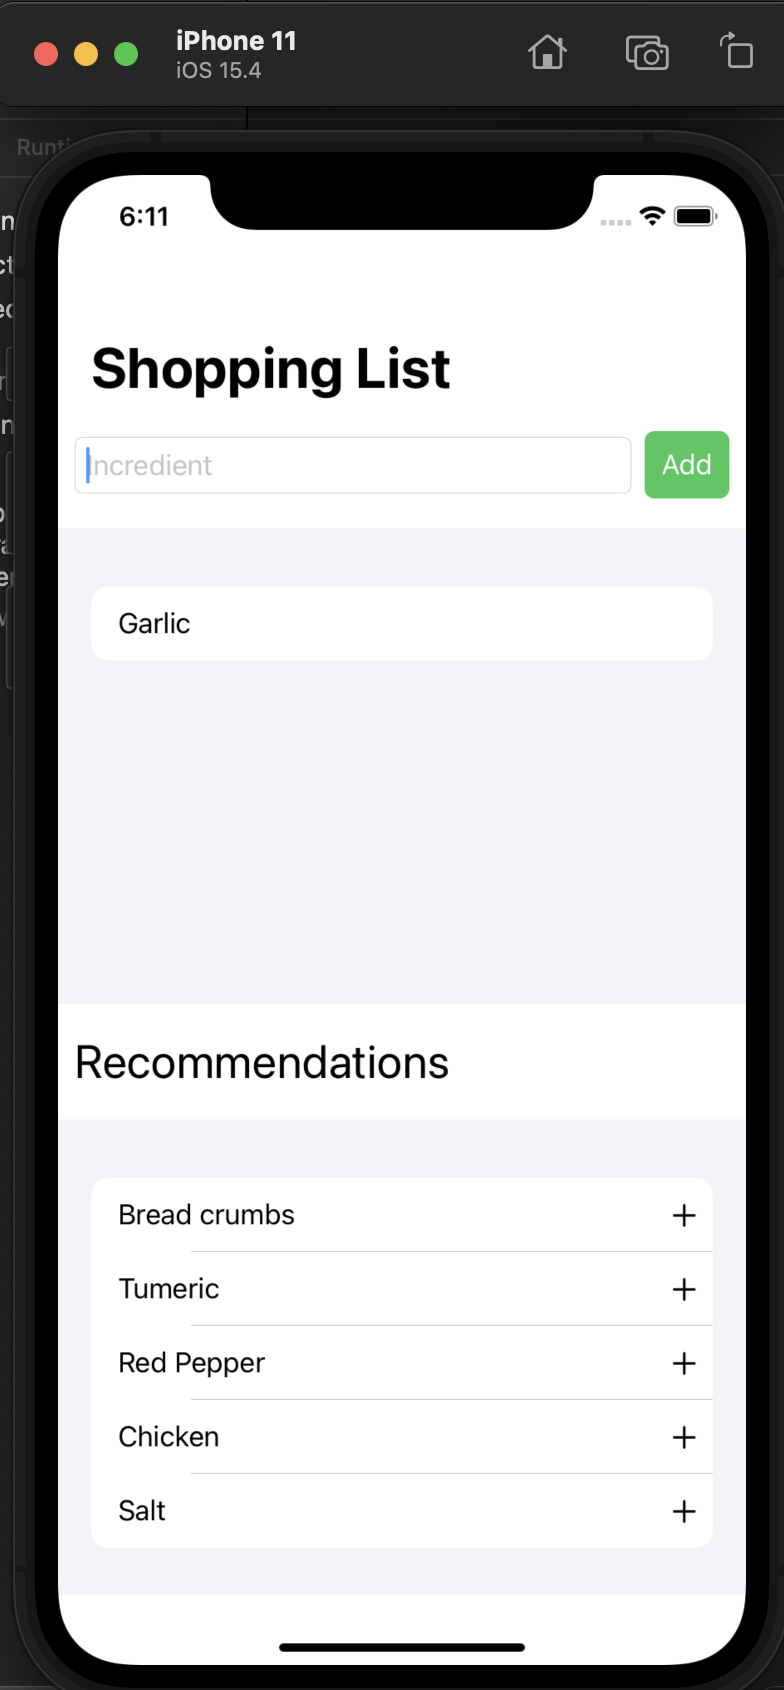 iPhone 11
iOS 15.4
6:11
Shopping List
Incredient
Add
Garlic
Recommendations
Bread crumbs
+
Tumeric
+
Red Pepper
+
Chicken
+
Salt
+